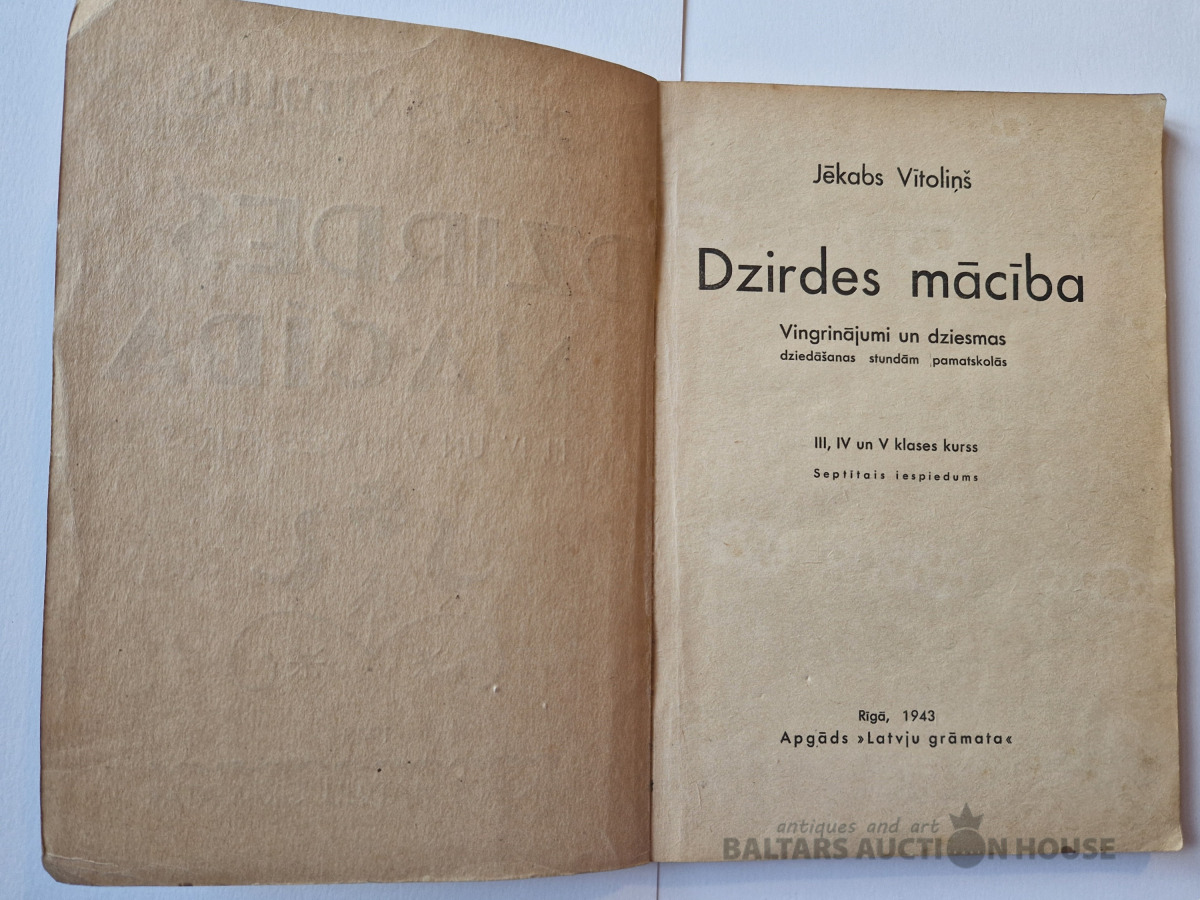 Jēkabs Vītoliņš
Dzirdes mācība
Vingrinājumi un dziesmas
dziedāšanas stundām pamatskolās
III, IV un V klases kurss
Septītais iespiedums
Rīgā, 1943
Apgāds »Latvju grāmata«
antiques and art
BALTARS AUCTION HOUSE